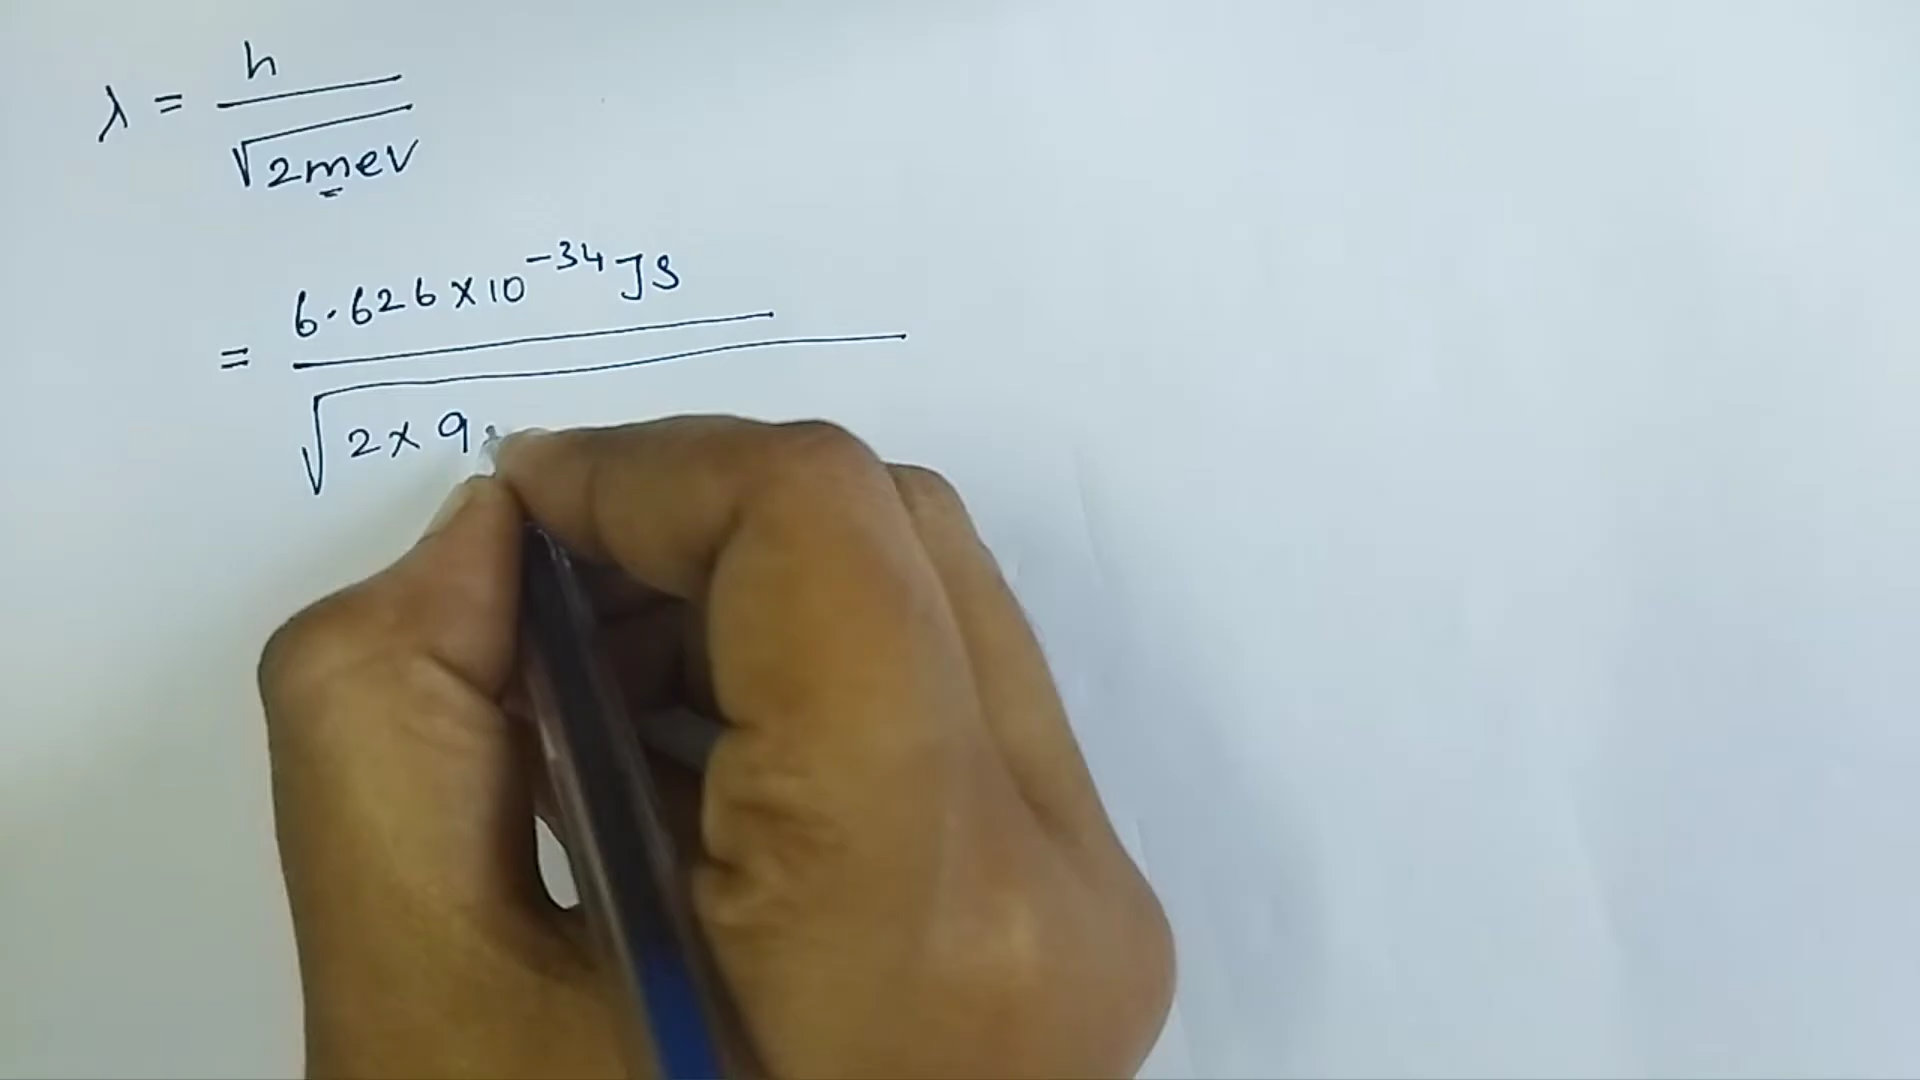 λ = h / √2meV
= 6.626 × 10⁻³⁴ JS
√2 × 9.